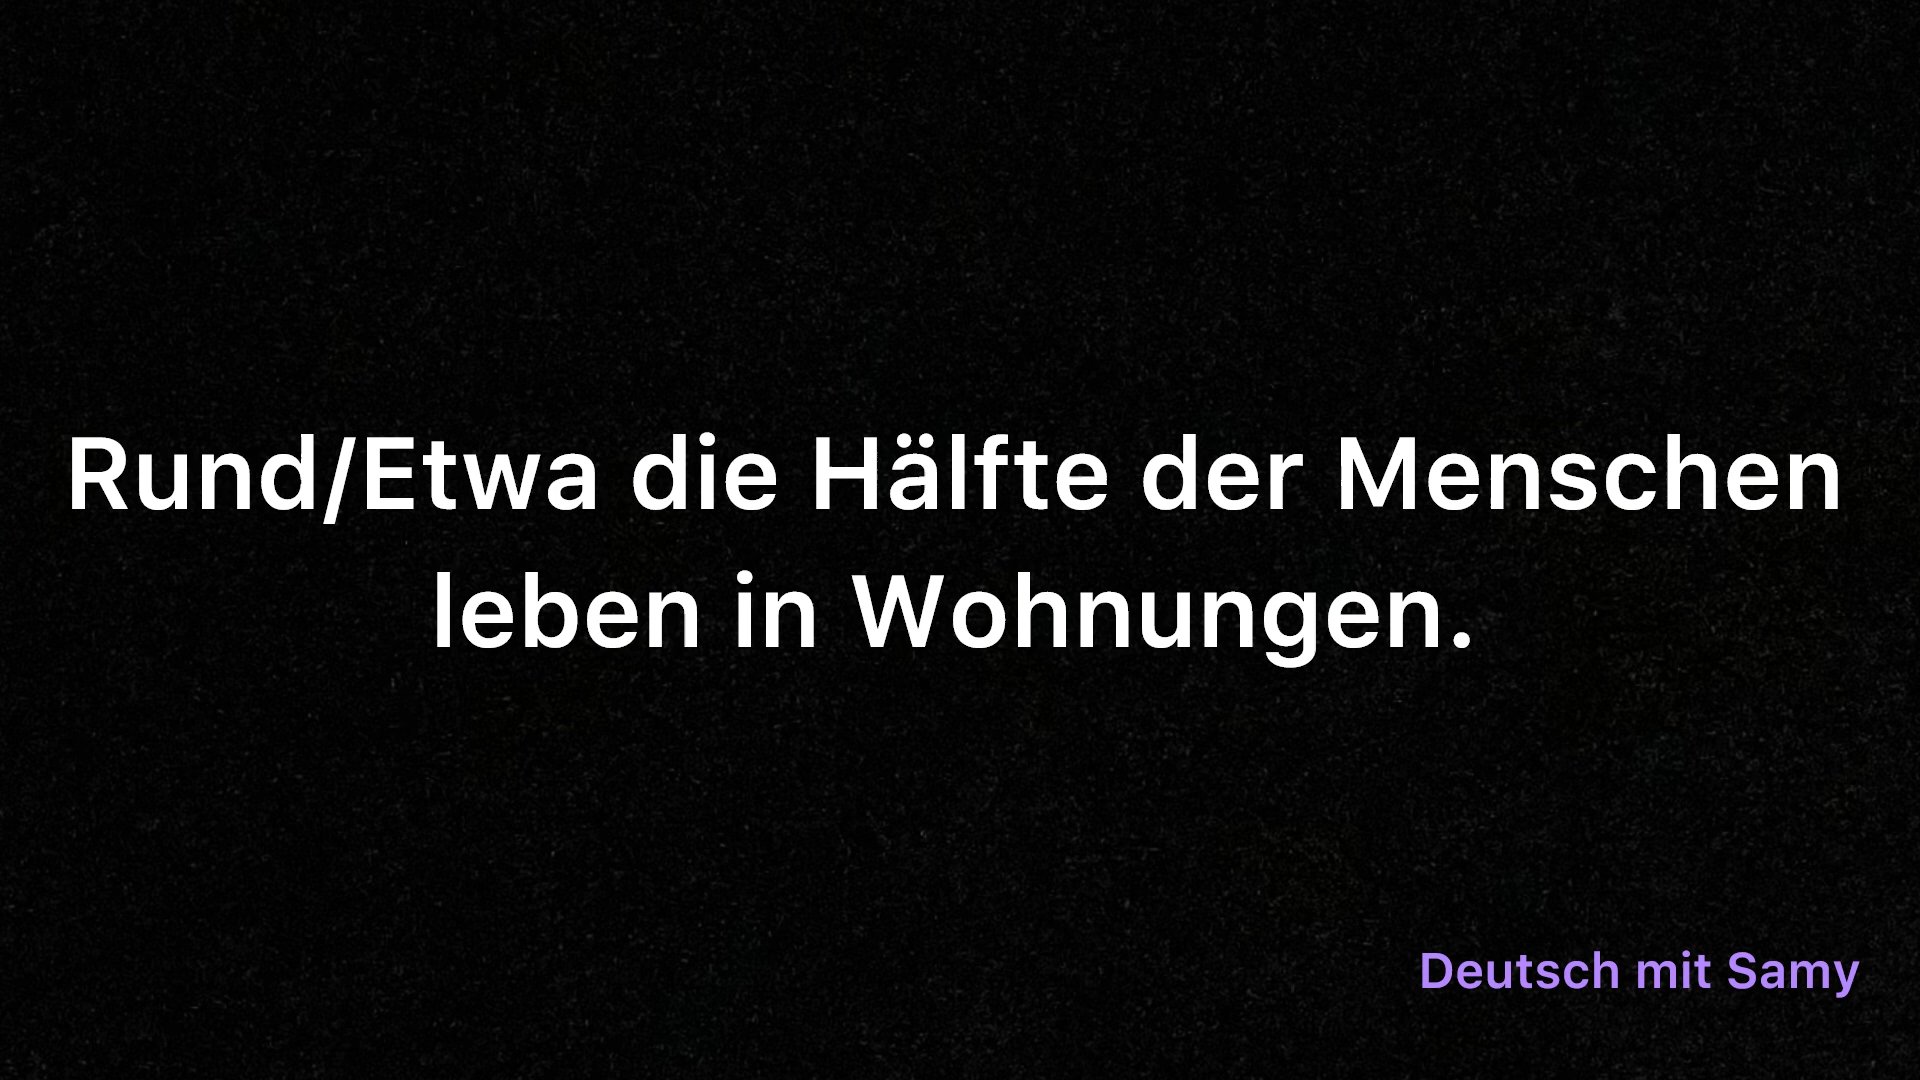 Rund/Etwa die Hälfte der Menschen
leben in Wohnungen.
Deutsch mit Samy